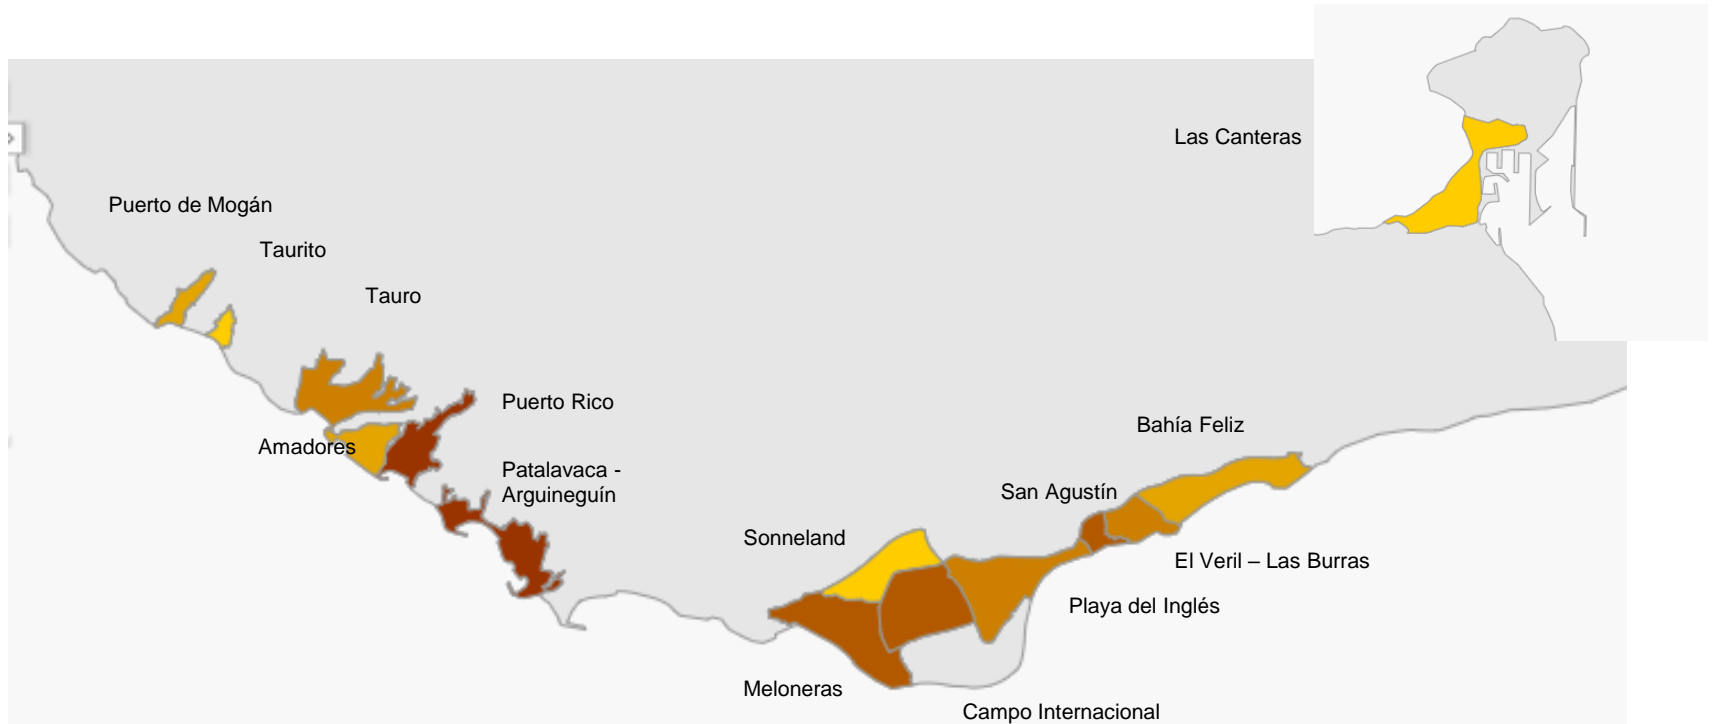 Las Canteras
Puerto de Mogán
Taurito
Tauro
Puerto Rico
Bahía Feliz
Amadores
Patalavaca -
Arguineguín
San Agustín
Sonneland
El Veril – Las Burras
Playa del Inglés
Meloneras
Campo Internacional